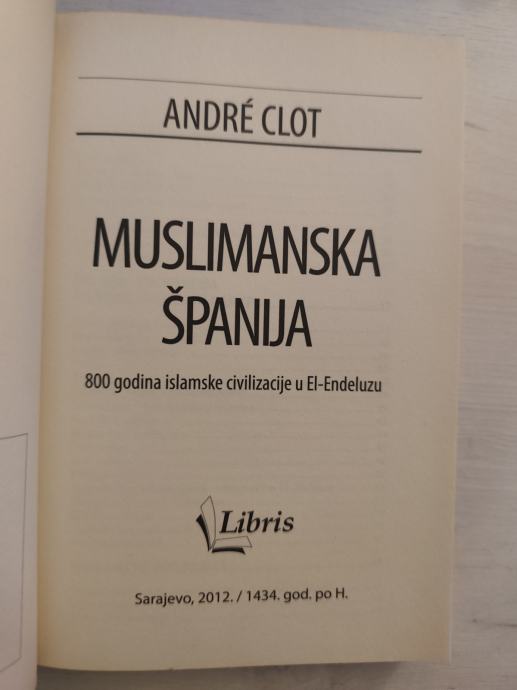 ANDRÉ CLOT
MUSLIMANSKA
ŠPANIJA
800 godina islamske civilizacije u El-Endeluzu
Libris
Sarajevo, 2012. / 1434. god. po H.